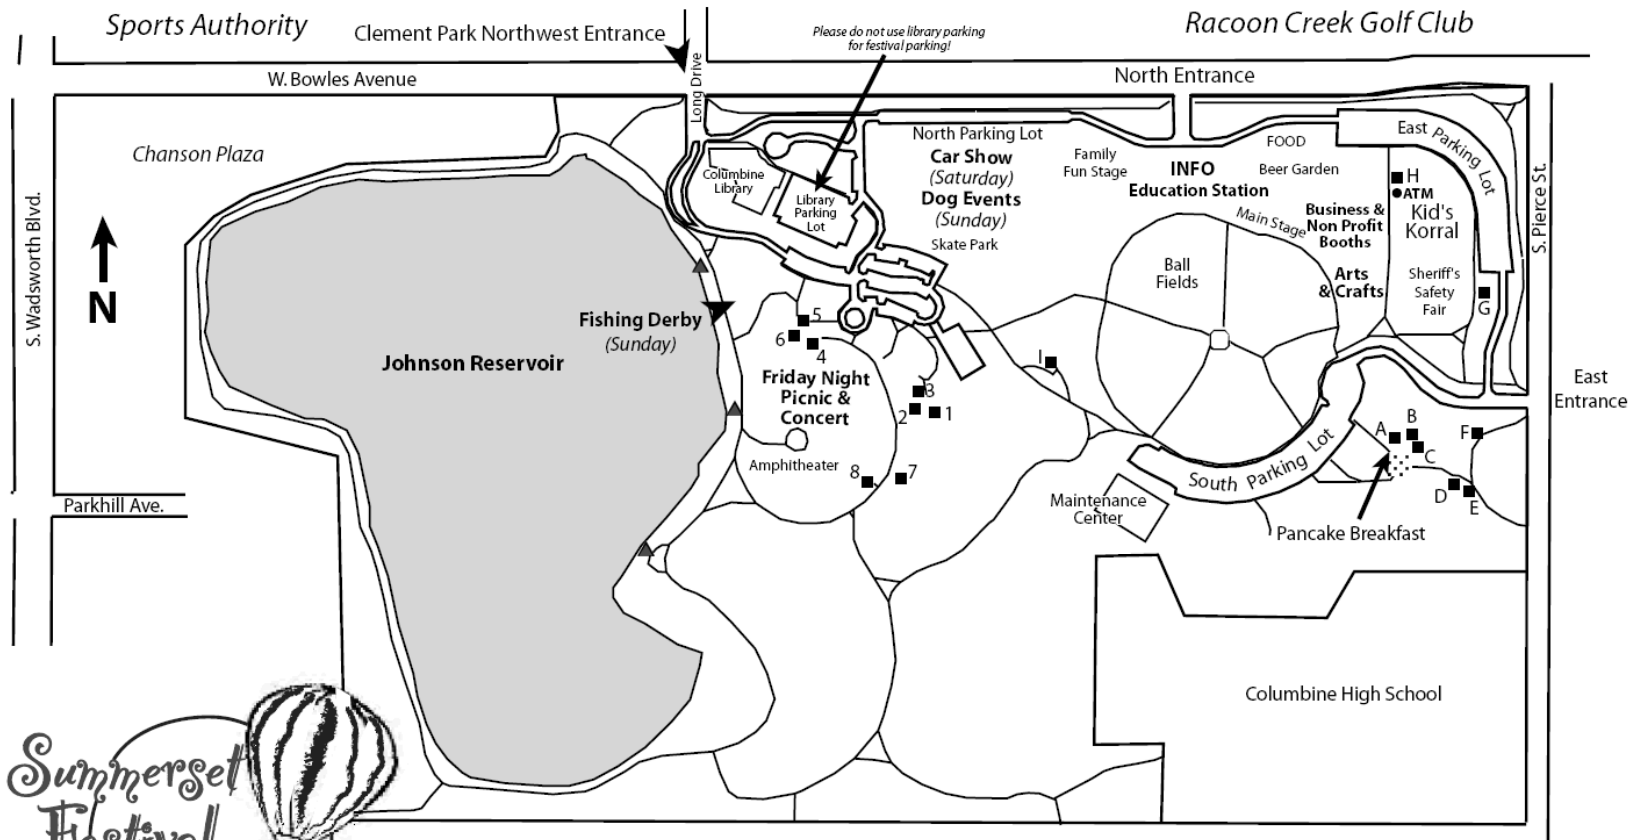 Sports Authority
Clement Park Northwest Entrance
Please do not use library parking
for festival parking!
Racoon Creek Golf Club
W. Bowles Avenue
North Entrance
Long Drive
Chanson Plaza
S. Wadsworth Blvd.
N
Columbine
Library
Library
Parking
Lot
North Parking Lot
Car Show
(Saturday)
Dog Events
(Sunday)
Skate Park
Family
Fun Stage
INFO
Education Station
FOOD
Beer Garden
Main Stage
Business &
Non Profit
Booths
Arts
& Crafts
East Parking Lot
H
ATM
Kid's
Korral
Sheriff's
Safety
Fair
G
S. Pierce St.
Ball
Fields
Fishing Derby
(Sunday)
Johnson Reservoir
5
6
4
Friday Night
Picnic &
Concert
3
2
1
I
Amphitheater
8
7
East
Entrance
A
B
C
F
D
E
South Parking Lot
Maintenance
Center
Pancake Breakfast
Parkhill Ave.
Columbine High School
Summerset
Festival